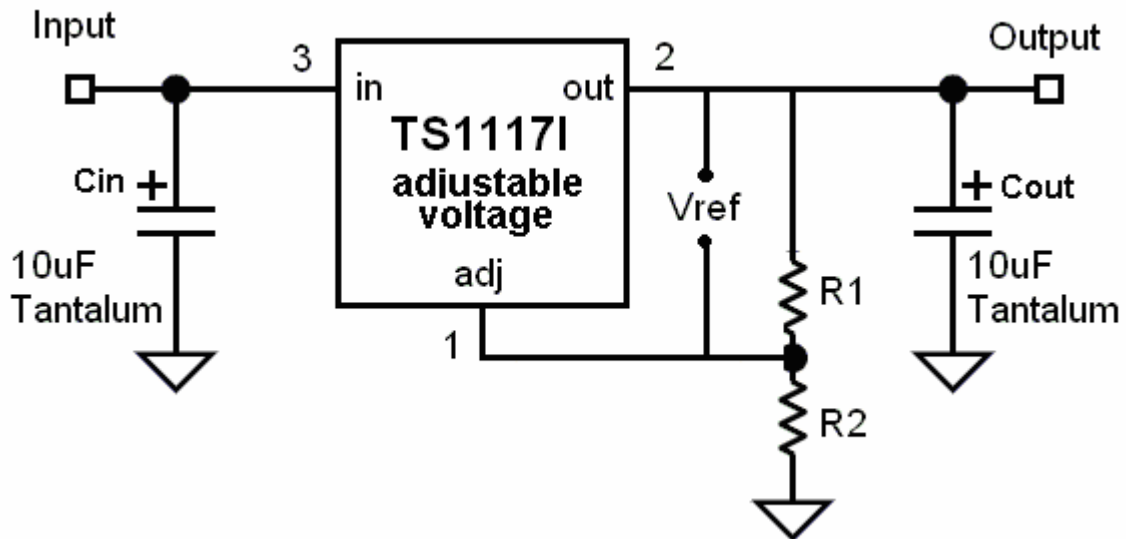 Input
3
in
out
2
Output
TS1117I
adjustable
voltage
adj
1
Cin
+
10uF
Tantalum
Vref
R1
R2
+
Cout
10uF
Tantalum